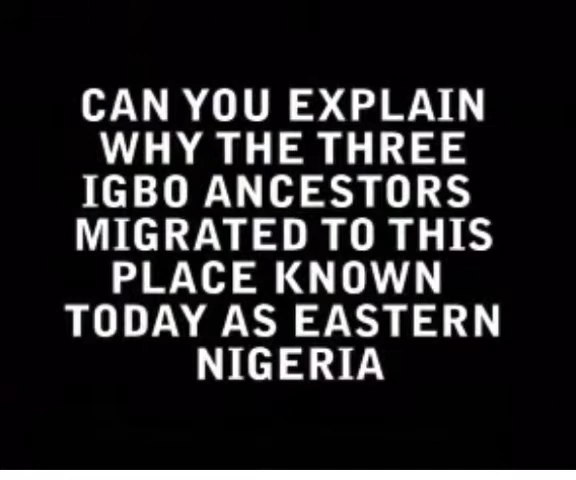 CAN YOU EXPLAIN
WHY THE THREE
IGBO ANCESTORS
MIGRATED TO THIS
PLACE KNOWN
TODAY AS EASTERN
NIGERIA